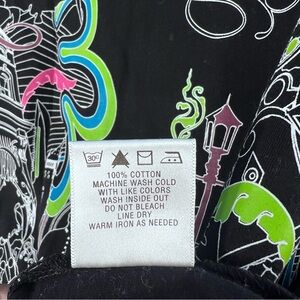 30°
100% COTTON
MACHINE WASH COLD
WITH LIKE COLORS
WASH INSIDE OUT
DO NOT BLEACH
LINE DRY
WARM IRON AS NEEDED